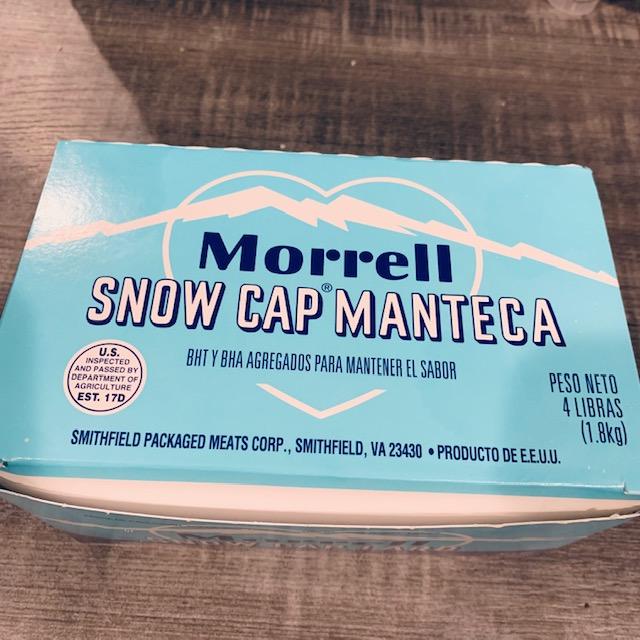 Morrell
SNOW CAP® MANTECA
BHT Y BHA AGREGADOS PARA MANTENER EL SABOR
U.S.
INSPECTED
AND PASSED BY
DEPARTMENT OF
AGRICULTURE
EST. 17D
PESO NETO
4 LIBRAS
(1.8kg)
SMITHFIELD PACKAGED MEATS CORP., SMITHFIELD, VA 23430 • PRODUCTO DE E.E.U.U.